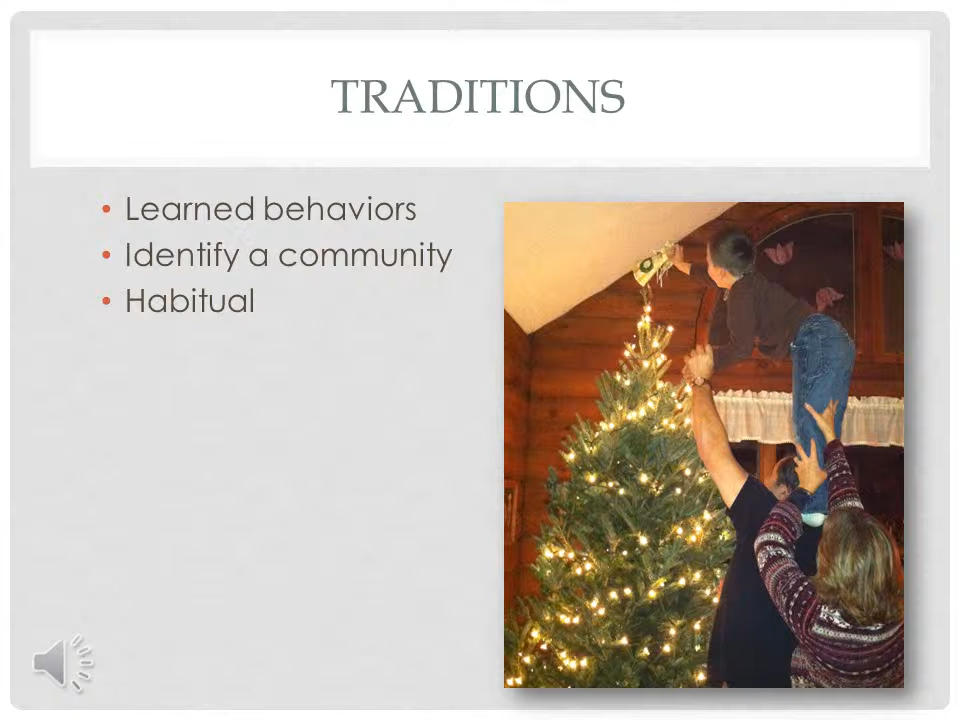 TRADITIONS
• Learned behaviors
• Identify a community
• Habitual